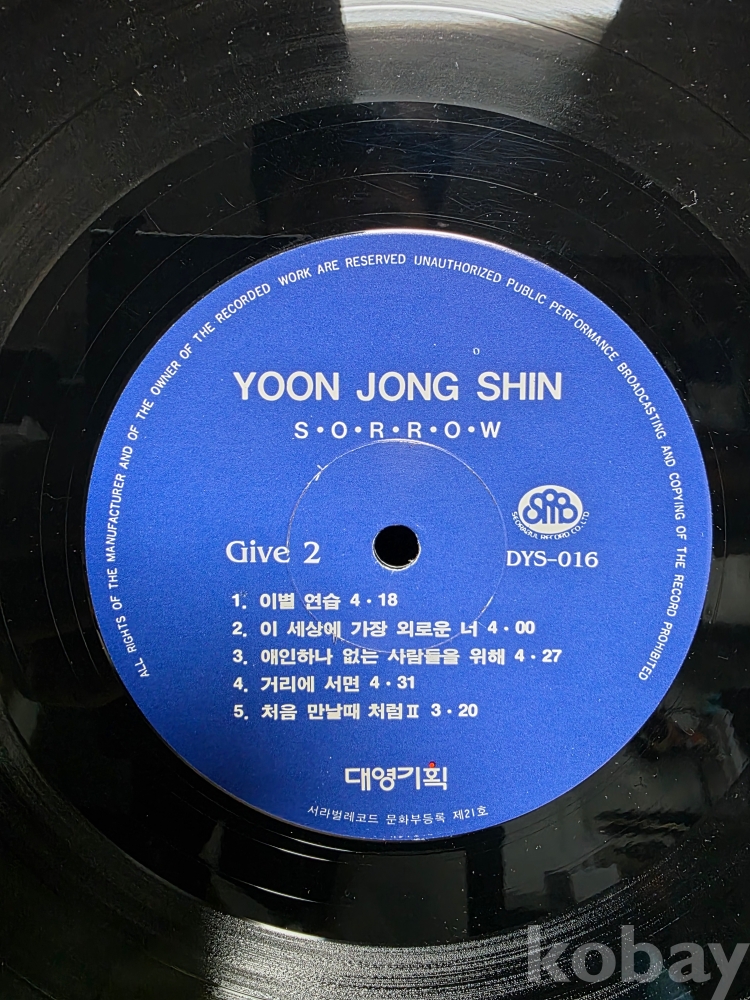 ALL RIGHTS OF THE MANUFACTURER AND OF THE OWNER OF THE RECORDED WORK ARE RESERVED UNAUTHORIZED PUBLIC PERFORMANCE BROADCASTING AND COPYING OF THE RECORD PROHIBITED
YOON JONG SHIN
S•O•R•R•O•W
SRB
SEORABUL RECORD CO., LTD
Give 2
DYS-016
1. 이별 연습 4•18
2. 이 세상에 가장 외로운 너 4•00
3. 애인하나 없는 사람들을 위해 4•27
4. 거리에 서면 4•31
5. 처음 만날때 처럼Ⅱ 3•20
대영기획
서라벌레코드 문화부등록 제21호
kobay